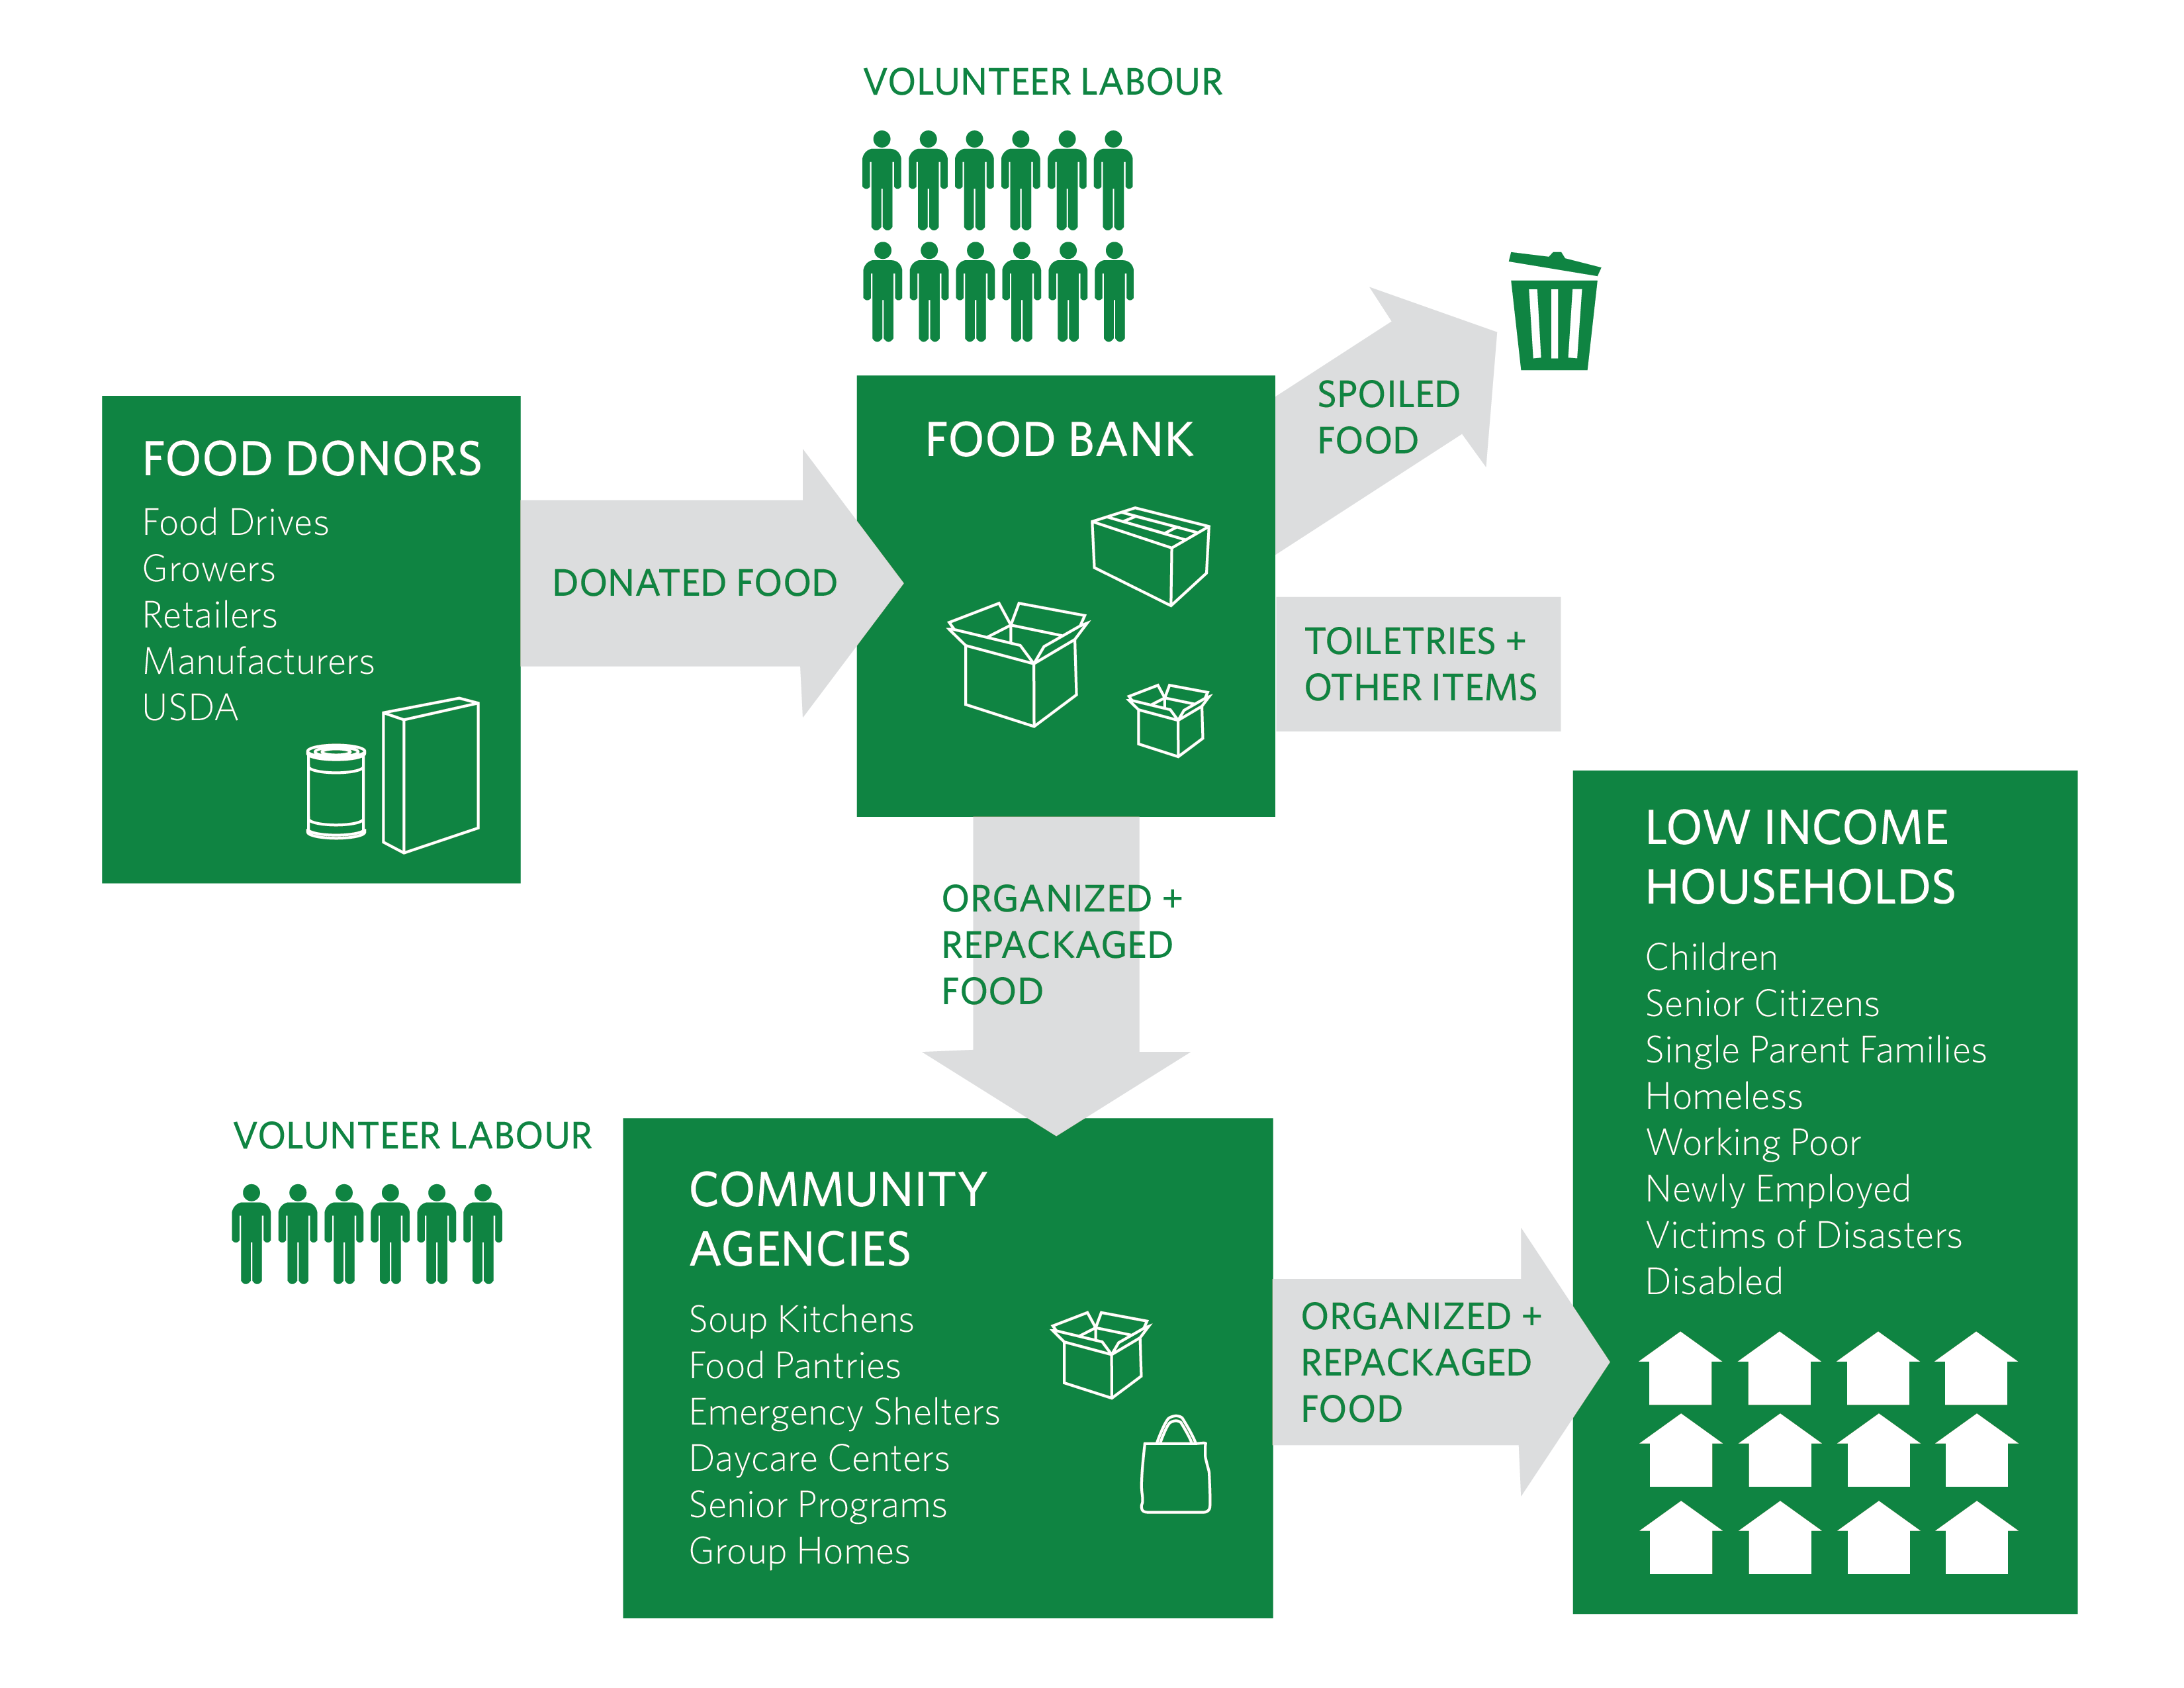 VOLUNTEER LABOUR
FOOD DONORS
Food Drives
Growers
Retailers
Manufacturers
USDA
DONATED FOOD
FOOD BANK
SPOILED
FOOD
TOILETRIES +
OTHER ITEMS
ORGANIZED +
REPACKAGED
FOOD
VOLUNTEER LABOUR
COMMUNITY
AGENCIES
Soup Kitchens
Food Pantries
Emergency Shelters
Daycare Centers
Senior Programs
Group Homes
ORGANIZED +
REPACKAGED
FOOD
LOW INCOME
HOUSEHOLDS
Children
Senior Citizens
Single Parent Families
Homeless
Working Poor
Newly Employed
Victims of Disasters
Disabled